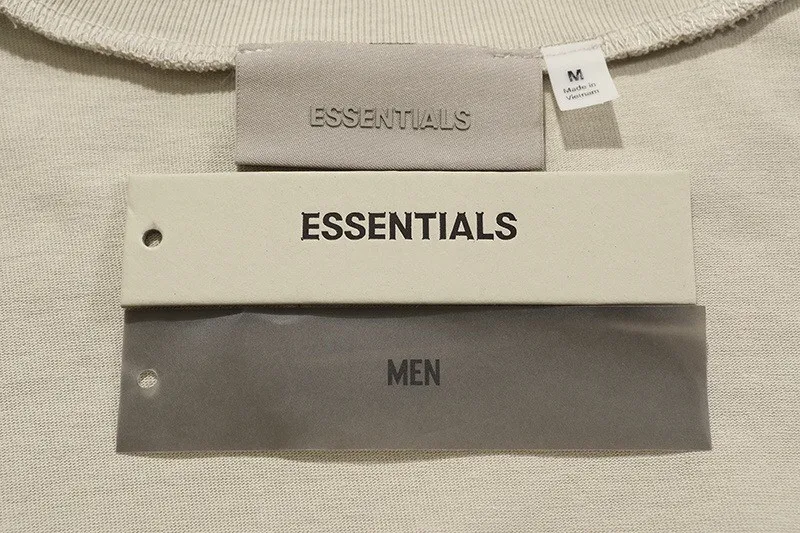 ESSENTIALS
M
Made in
Vietnam
ESSENTIALS
MEN